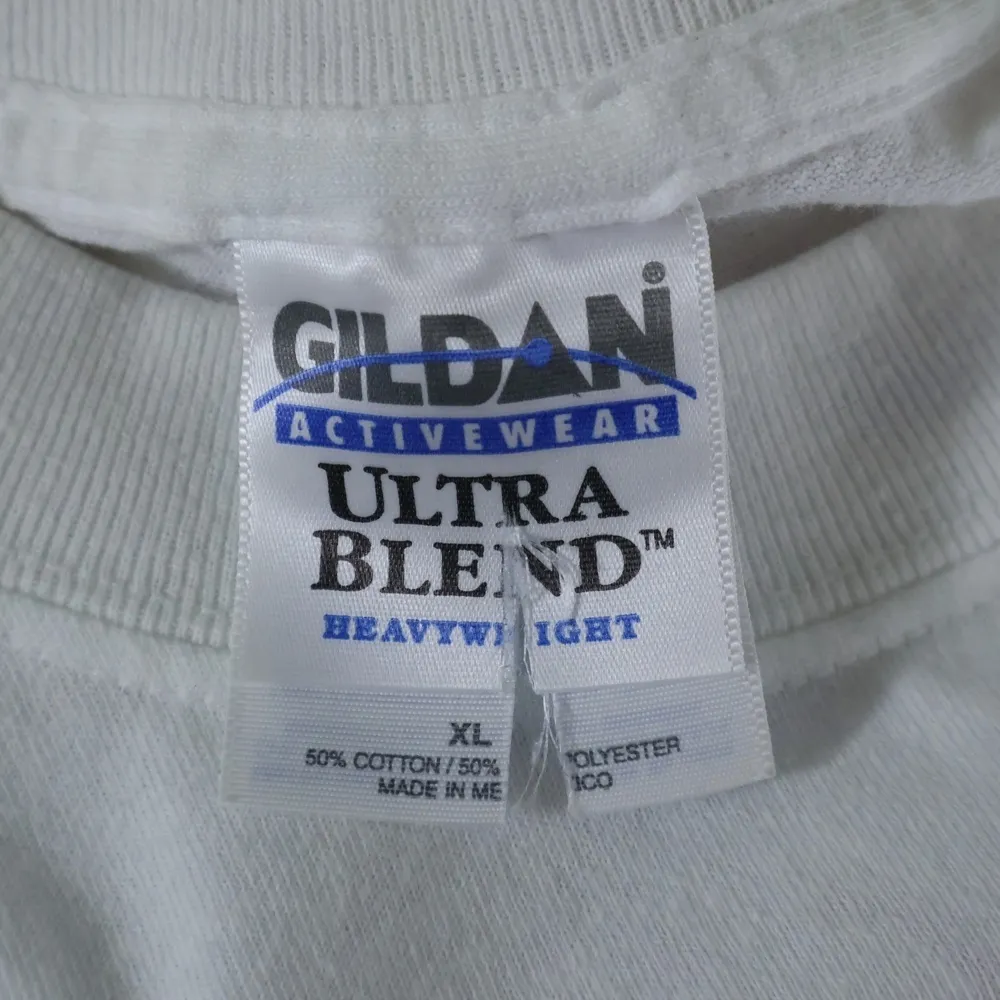 GILDAN®
ACTIVEWEAR
ULTRA
BLEND™
HEAVYWEIGHT
XL
50% COTTON / 50% POLYESTER
MADE IN MEXICO